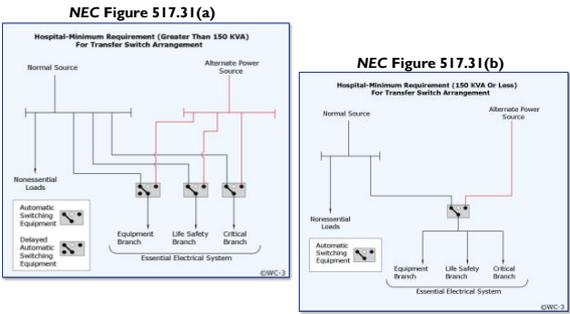 NEC Figure 517.31(a)
Hospital-Minimum Requirement (Greater Than 150 KVA)
For Transfer Switch Arrangement
Normal Source
Alternate Power
Source
Nonessential
Loads
Automatic
Switching
Equipment
Delayed
Automatic
Switching
Equipment
Equipment
Branch
Life Safety
Branch
Critical
Branch
Essential Electrical System
©WC-3
NEC Figure 517.31(b)
Hospital-Minimum Requirement (150 KVA Or Less)
For Transfer Switch Arrangement
Normal Source
Alternate Power
Source
Nonessential
Loads
Automatic
Switching
Equipment
Equipment
Branch
Life Safety
Branch
Critical
Branch
Essential Electrical System
©WC-3